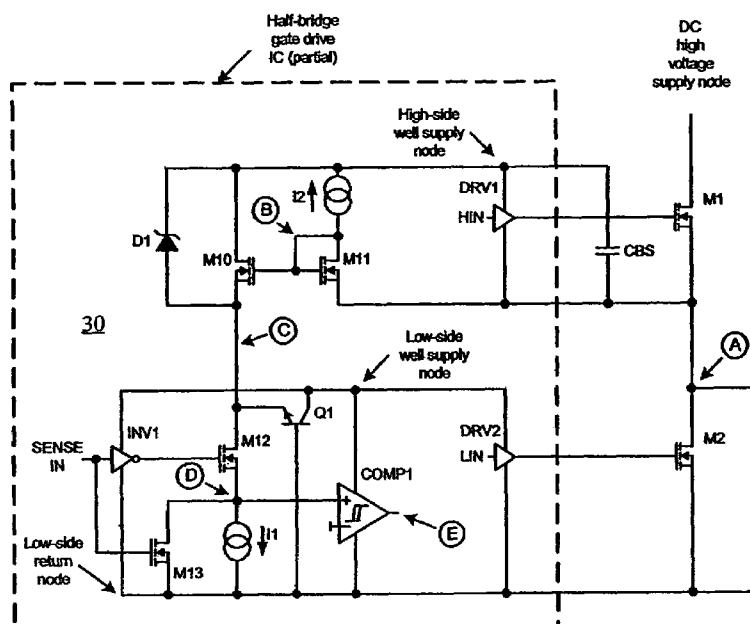 Half-bridge
gate drive
IC (partial)
DC
high
voltage
supply node
High-side
well supply
node
DRV1
HIN
M1
I2
B
D1
M10
M11
CBS
30
C
Low-side
well supply
node
A
INV1
Q1
SENSE
IN
M12
DRV2
LIN
M2
D
COMP1
+
E
I1
Low-side
return
node
M13